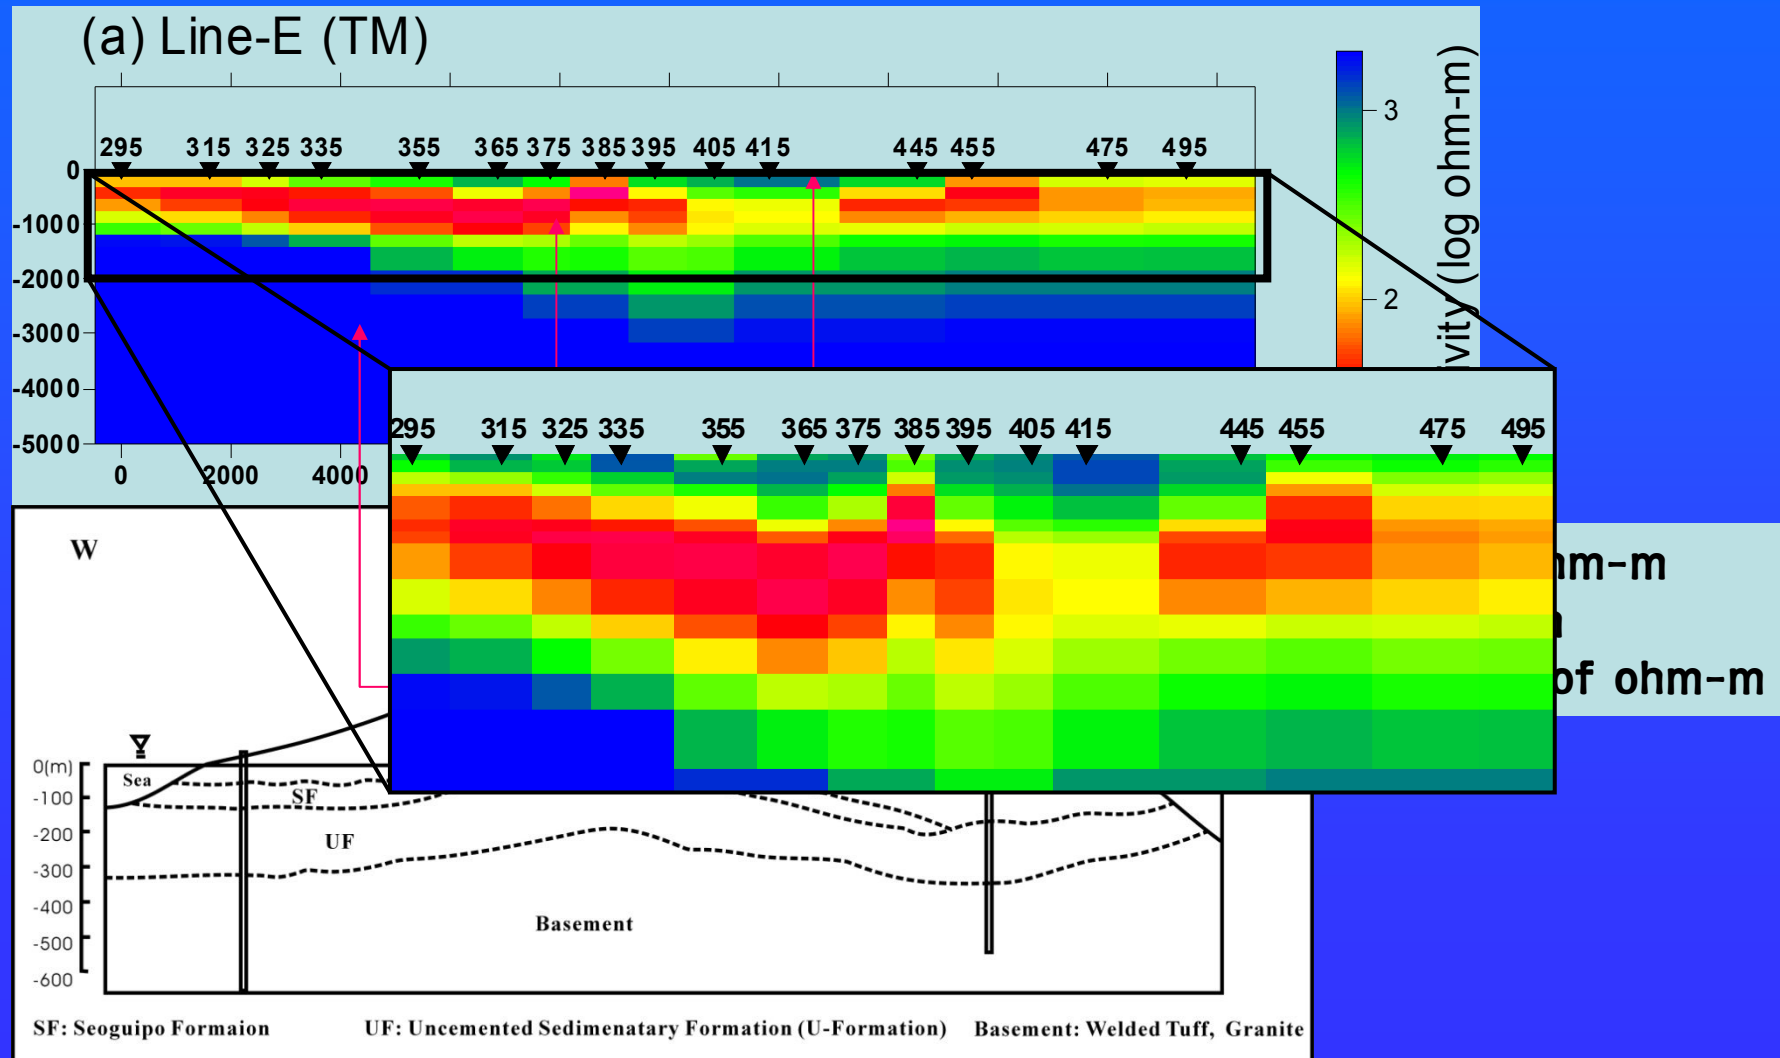 (a) Line-E (TM)
295 315 325 335 355 365 375 385 395 405 415 445 455 475 495
0
-1000
-2000
-3000
-4000
-5000
0 2000 4000
3
2
(log ohm-m)
295 315 325 335 355 365 375 385 395 405 415 445 455 475 495
of ohm-m
W
0(m)
-100
-200
-300
-400
-500
-600
Sea
SF
UF
Basement
SF: Seoguipo Formaion UF: Uncemented Sedimenatary Formation (U-Formation) Basement: Welded Tuff, Granite